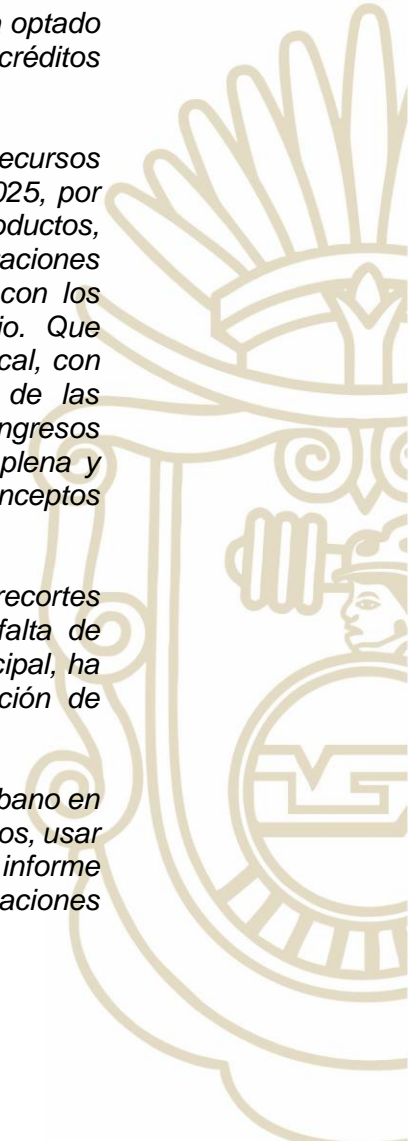 optado
créditos
recursos
025, por
oductos,
aciones
con los
io. Que
cal, con
de las
ngresos
plena y
nceptos
recortes
falta de
cipal, ha
ción de
bano en
os, usar
informe
aciones